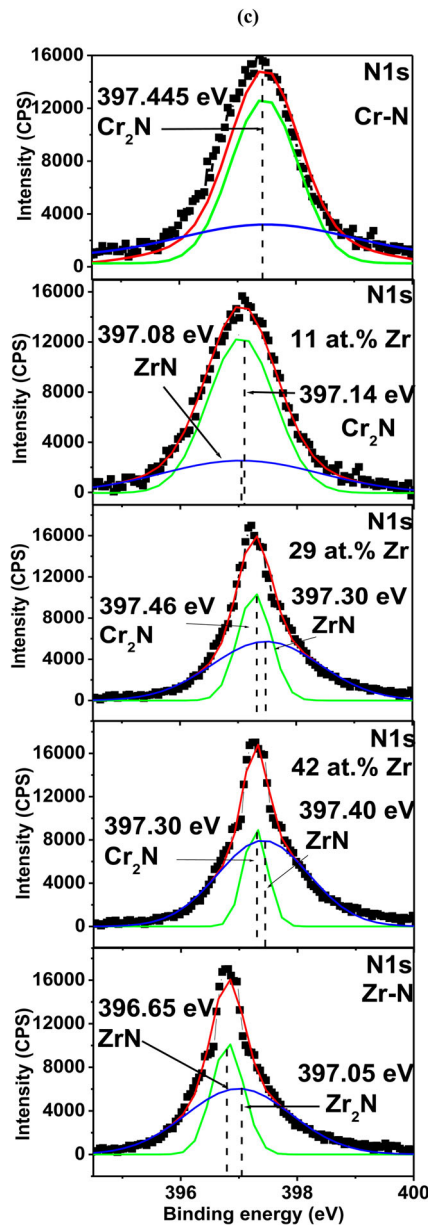 (c)
16000
12000
8000
4000
0
Intensity (CPS)
N1s
Cr-N
397.445 eV
Cr₂N
16000
12000
8000
4000
0
Intensity (CPS)
N1s
11 at.% Zr
397.08 eV
ZrN
397.14 eV
Cr₂N
16000
12000
8000
4000
0
Intensity (CPS)
N1s
29 at.% Zr
397.46 eV
Cr₂N
397.30 eV
ZrN
16000
12000
8000
4000
0
Intensity (CPS)
N1s
42 at.% Zr
397.30 eV
Cr₂N
397.40 eV
ZrN
16000
12000
8000
4000
0
Intensity (CPS)
N1s
Zr-N
396.65 eV
ZrN
397.05 eV
Zr₂N
396 398 400
Binding energy (eV)